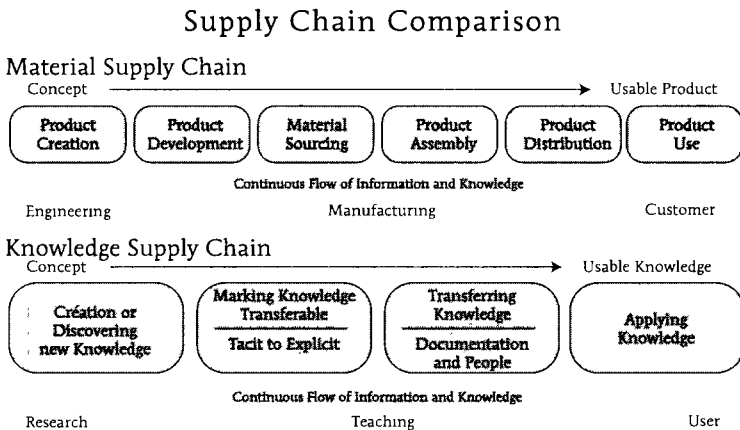 Supply Chain Comparison
Material Supply Chain
Concept Usable Product
Product Creation
Product Development
Material Sourcing
Product Assembly
Product Distribution
Product Use
Continuous Flow of Information and Knowledge
Engineering Manufacturing Customer
Knowledge Supply Chain
Concept Usable Knowledge
Création or
Discovering
new Knowledge
Marking Knowledge
Transferable
Tacit to Explicit
Transferring
Knowledge
Documentation
and People
Applying
Knowledge
Continuous Flow of Information and Knowledge
Research Teaching User